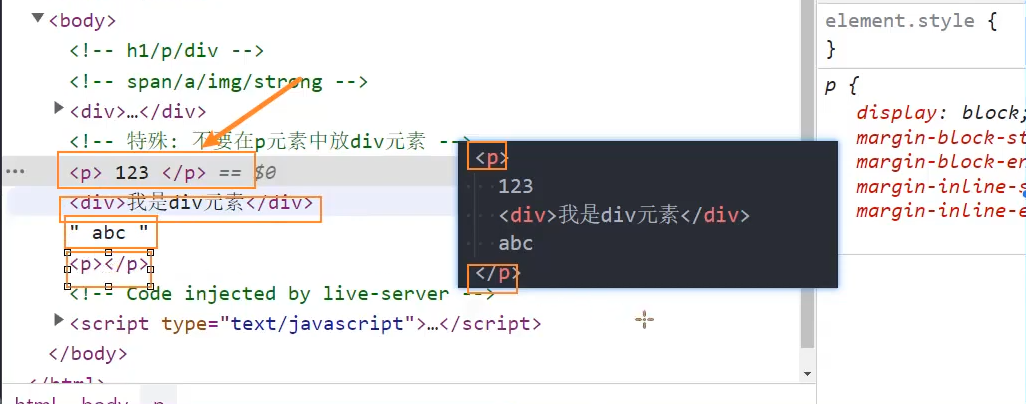 ▼<body>
<!-- h1/p/div -->
<!-- span/a/img/strong -->
▶<div>…</div>
<!-- 特殊: 不要在p元素中放div元素 -->
<p> 123 </p> == $0
<div>我是div元素</div>
" abc "
<p></p>
<!-- Code injected by live-server -->
▶<script type="text/javascript">…</script>
</body>
</html>
html body p
<p>
123
<div>我是div元素</div>
abc
</p>
element.style {
}
p {
display: block;
margin-block-st
margin-block-en
margin-inline-s
margin-inline-e
}